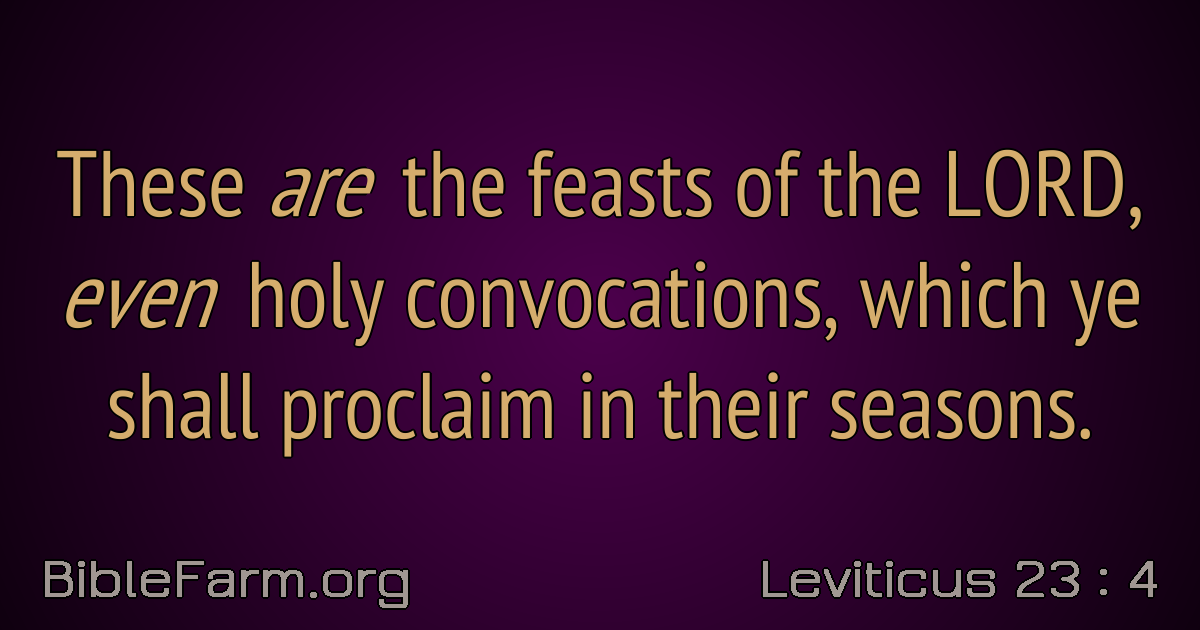 These are the feasts of the LORD,
even holy convocations, which ye
shall proclaim in their seasons.
BibleFarm.org
Leviticus 23 : 4